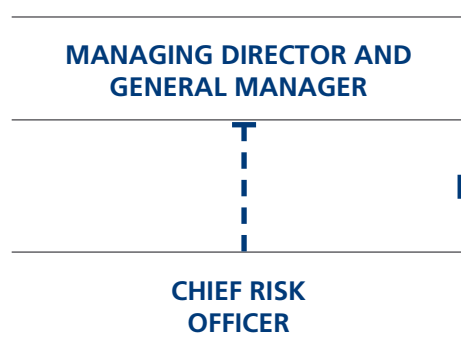 MANAGING DIRECTOR AND
GENERAL MANAGER
CHIEF RISK
OFFICER